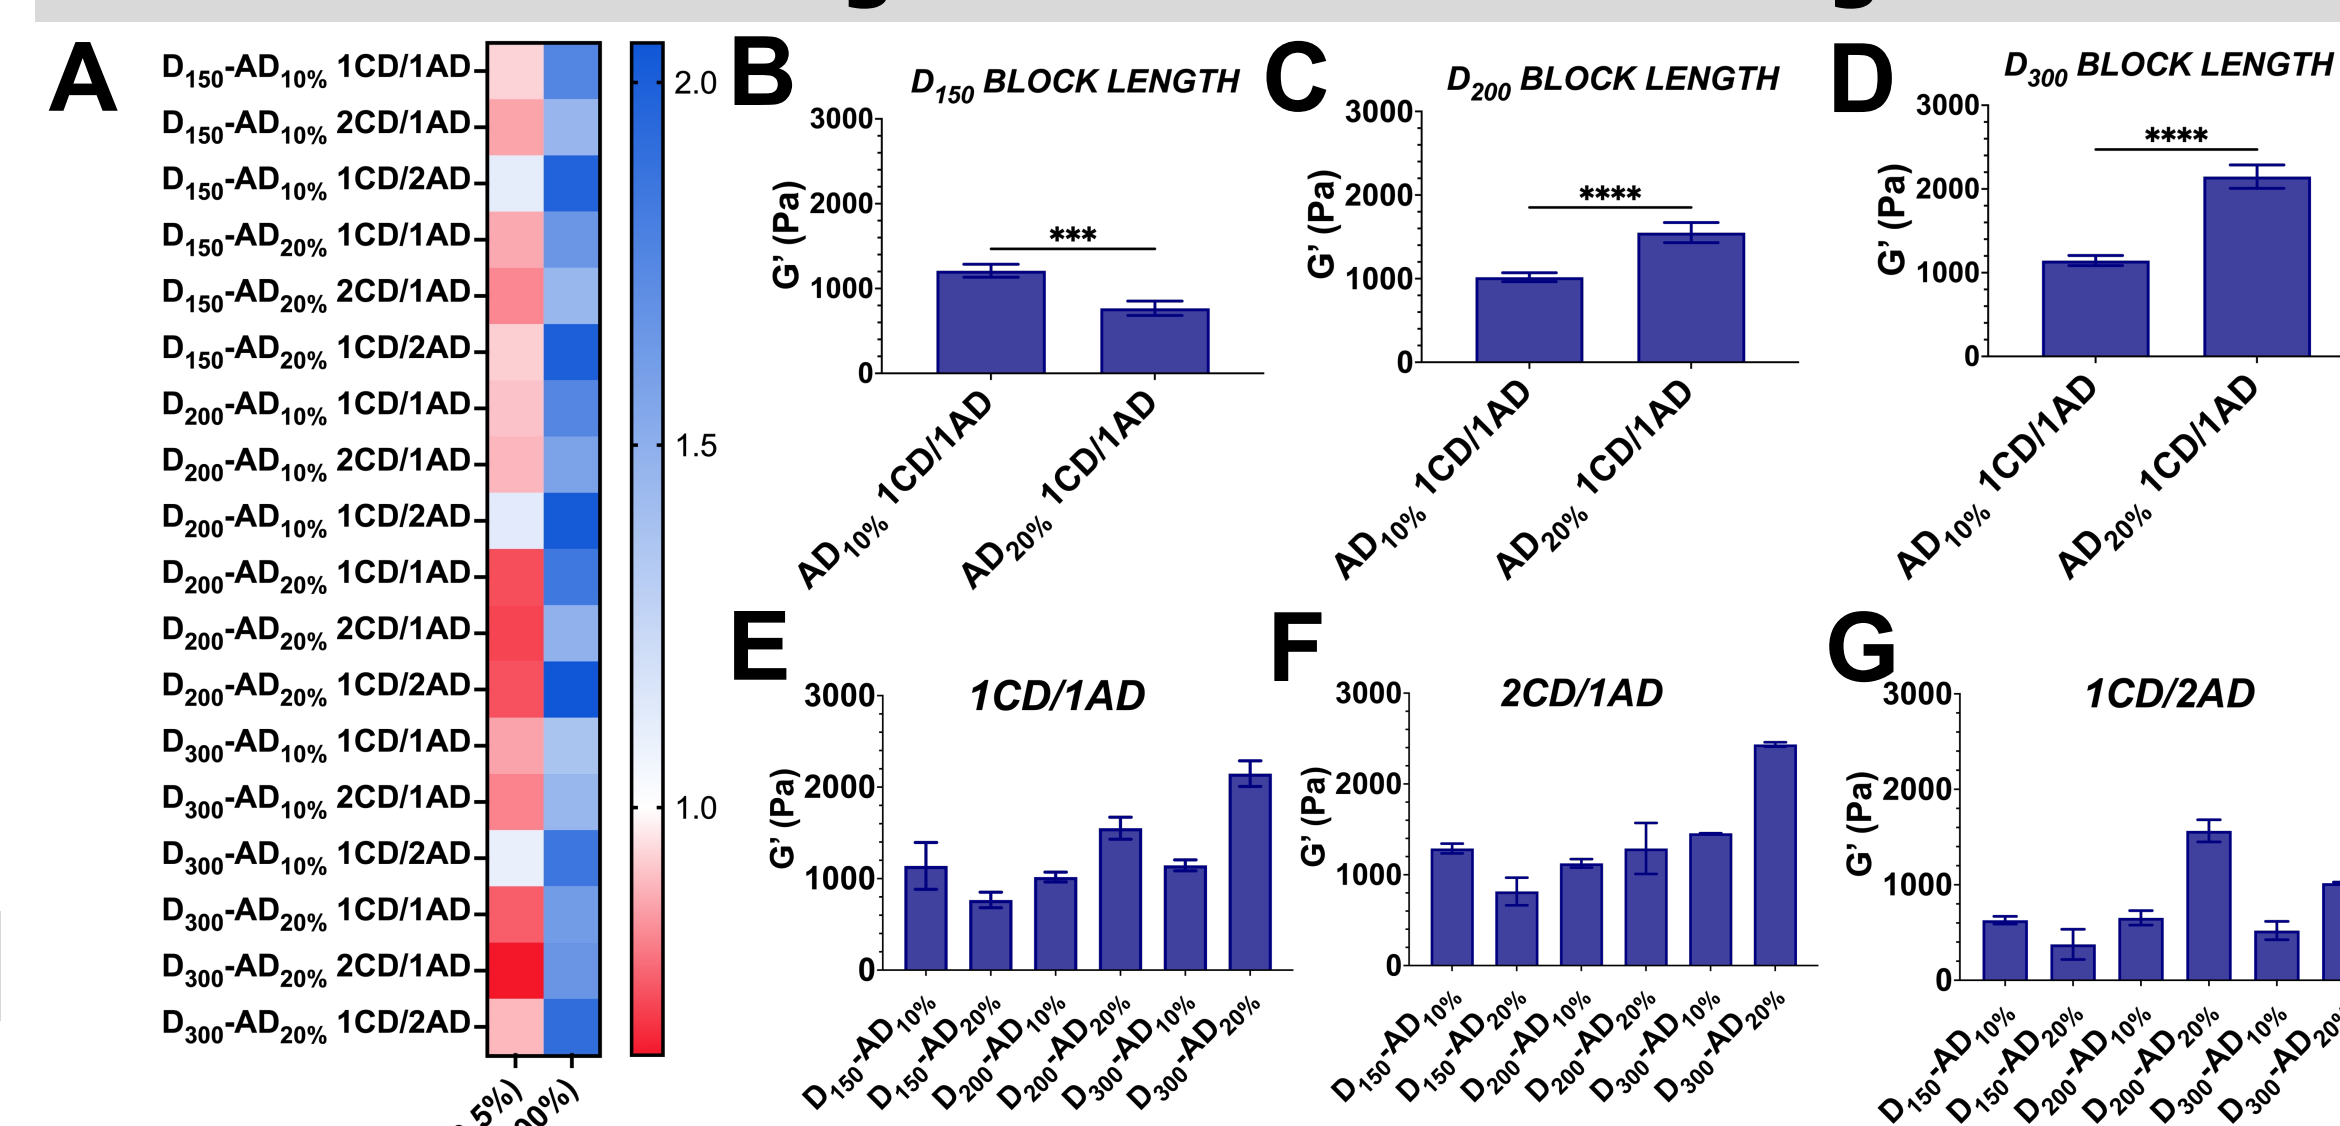 A
D150-AD10% 1CD/1AD
D150-AD10% 2CD/1AD
D150-AD10% 1CD/2AD
D150-AD20% 1CD/1AD
D150-AD20% 2CD/1AD
D150-AD20% 1CD/2AD
D200-AD10% 1CD/1AD
D200-AD10% 2CD/1AD
D200-AD10% 1CD/2AD
D200-AD20% 1CD/1AD
D200-AD20% 2CD/1AD
D200-AD20% 1CD/2AD
D300-AD10% 1CD/1AD
D300-AD10% 2CD/1AD
D300-AD10% 1CD/2AD
D300-AD20% 1CD/1AD
D300-AD20% 2CD/1AD
D300-AD20% 1CD/2AD
5%)
00%)
2.0
1.5
1.0
B
D150 BLOCK LENGTH
G' (Pa)
3000
2000
1000
0
***
AD10% 1CD/1AD
AD20% 1CD/1AD
C
D200 BLOCK LENGTH
G' (Pa)
3000
2000
1000
0
****
AD10% 1CD/1AD
AD20% 1CD/1AD
D
D300 BLOCK LENGTH
G' (Pa)
3000
2000
1000
0
****
AD10% 1CD/1AD
AD20% 1CD/1AD
E
1CD/1AD
G' (Pa)
3000
2000
1000
0
D150-AD10%
D150-AD20%
D200-AD10%
D200-AD20%
D300-AD10%
D300-AD20%
F
2CD/1AD
G' (Pa)
3000
2000
1000
0
D150-AD10%
D150-AD20%
D200-AD10%
D200-AD20%
D300-AD10%
D300-AD20%
G
1CD/2AD
G' (Pa)
3000
2000
1000
0
D150-AD10%
D150-AD20%
D200-AD10%
D200-AD20%
D300-AD10%
D300-AD20%